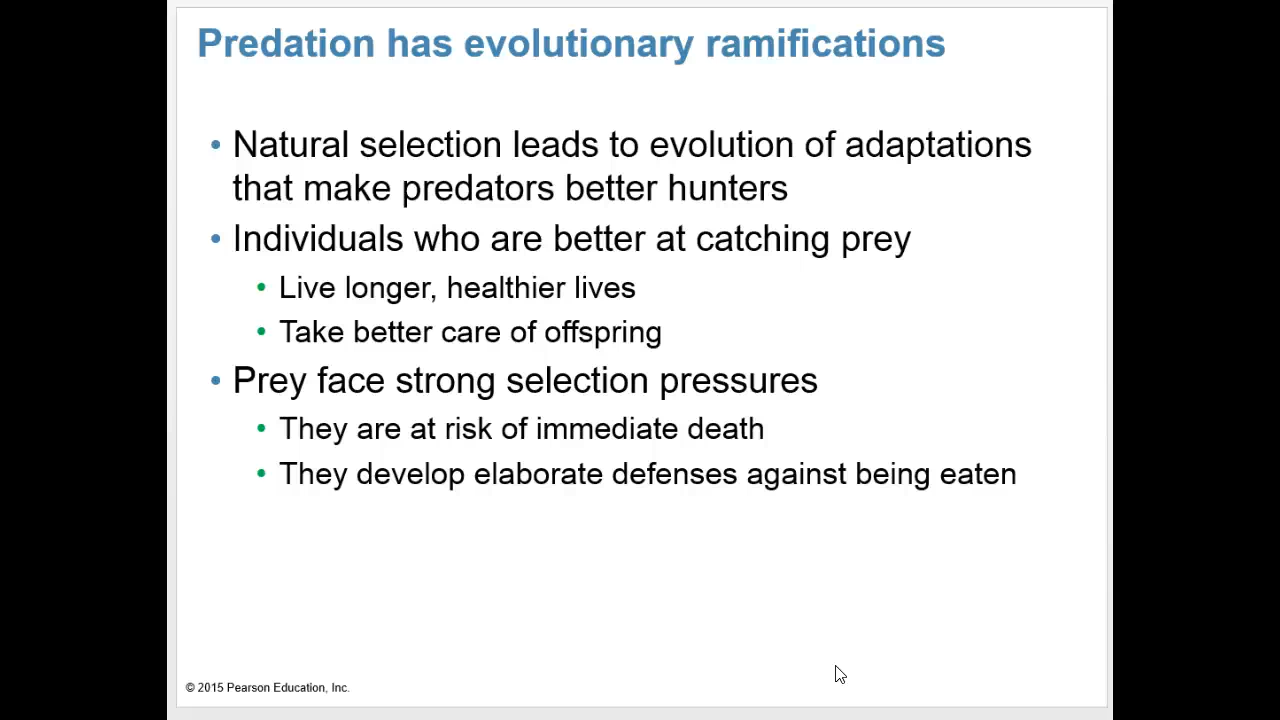 Predation has evolutionary ramifications
• Natural selection leads to evolution of adaptations
that make predators better hunters
• Individuals who are better at catching prey
• Live longer, healthier lives
• Take better care of offspring
• Prey face strong selection pressures
• They are at risk of immediate death
• They develop elaborate defenses against being eaten
© 2015 Pearson Education, Inc.